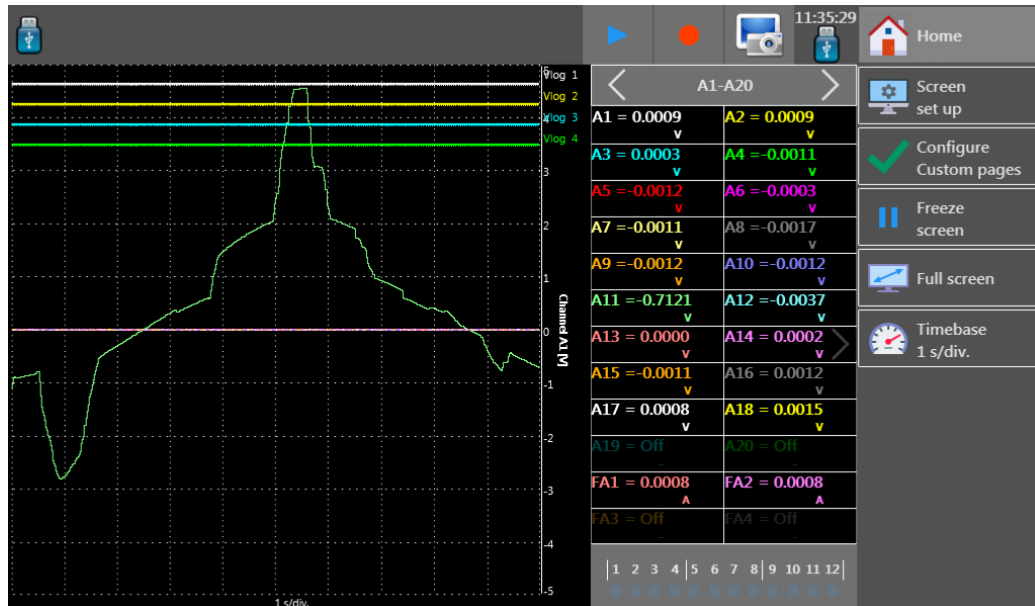 11:35:29
Home
Screen
set up
Configure
Custom pages
Freeze
screen
Full screen
Timebase
1 s/div.
5
Vlog 1
Vlog 2
4
Vlog 3
Vlog 4
3
2
1
0
-1
-2
-3
-4
-5
Channel A1 [V]
1 s/div.
A1-A20
A1 = 0.0009 V
A2 = 0.0009 V
A3 = 0.0003 V
A4 =-0.0011 V
A5 =-0.0012 V
A6 =-0.0003 V
A7 =-0.0011 V
A8 =-0.0017 V
A9 =-0.0012 V
A10 =-0.0012 V
A11 =-0.7121 V
A12 =-0.0037 V
A13 = 0.0000 V
A14 = 0.0002 V
A15 =-0.0011 V
A16 = 0.0012 V
A17 = 0.0008 V
A18 = 0.0015 V
A19 = Off -
A20 = Off -
FA1 = 0.0008 A
FA2 = 0.0008 A
FA3 = Off -
FA4 = Off -
1 2 3 4 5 6 7 8 9 10 11 12